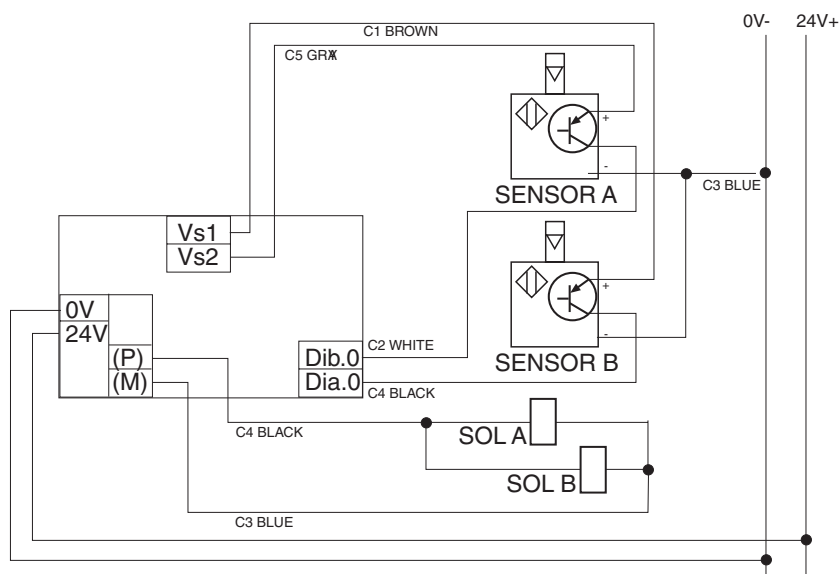 0V- 24V+
C1 BROWN
C5 GRAY
+
-
C3 BLUE
SENSOR A
Vs1
Vs2
+
0V
24V
-
C2 WHITE
(P)
Dib.0
SENSOR B
(M)
Dia.0
C4 BLACK
C4 BLACK
SOL A
SOL B
C3 BLUE